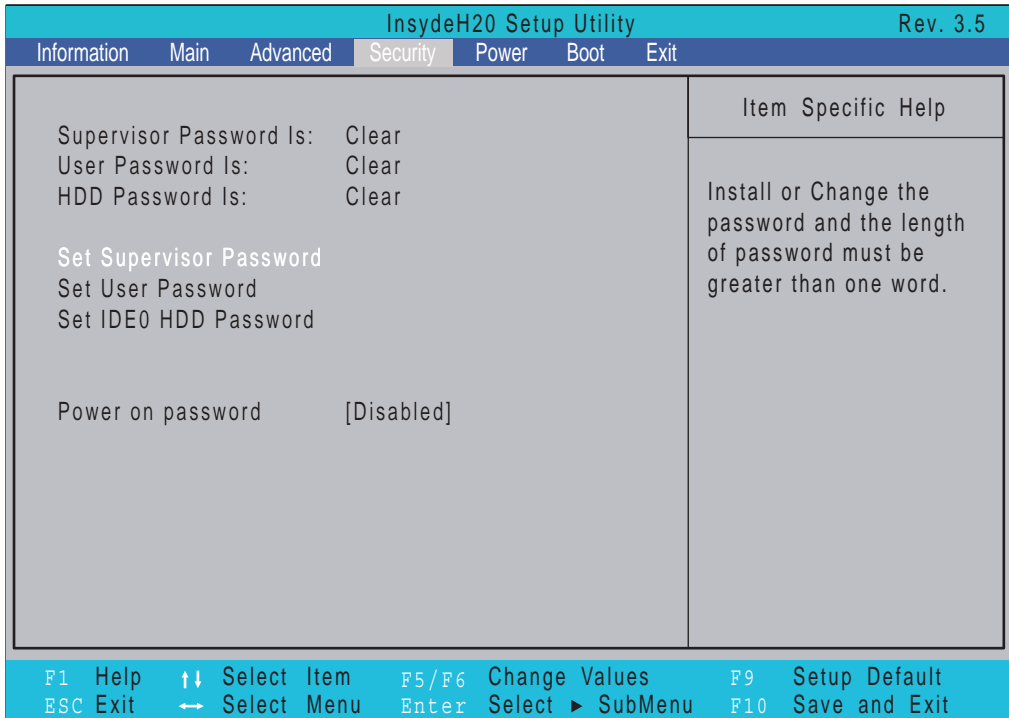 InsydeH20 Setup Utility Rev. 3.5
Information Main Advanced Security Power Boot Exit
Supervisor Password Is: Clear
User Password Is: Clear
HDD Password Is: Clear
Set Supervisor Password
Set User Password
Set IDE0 HDD Password
Power on password [Disabled]
Item Specific Help
Install or Change the
password and the length
of password must be
greater than one word.
F1 Help ↑↓ Select Item F5/F6 Change Values F9 Setup Default
ESC Exit ↔ Select Menu Enter Select ► SubMenu F10 Save and Exit